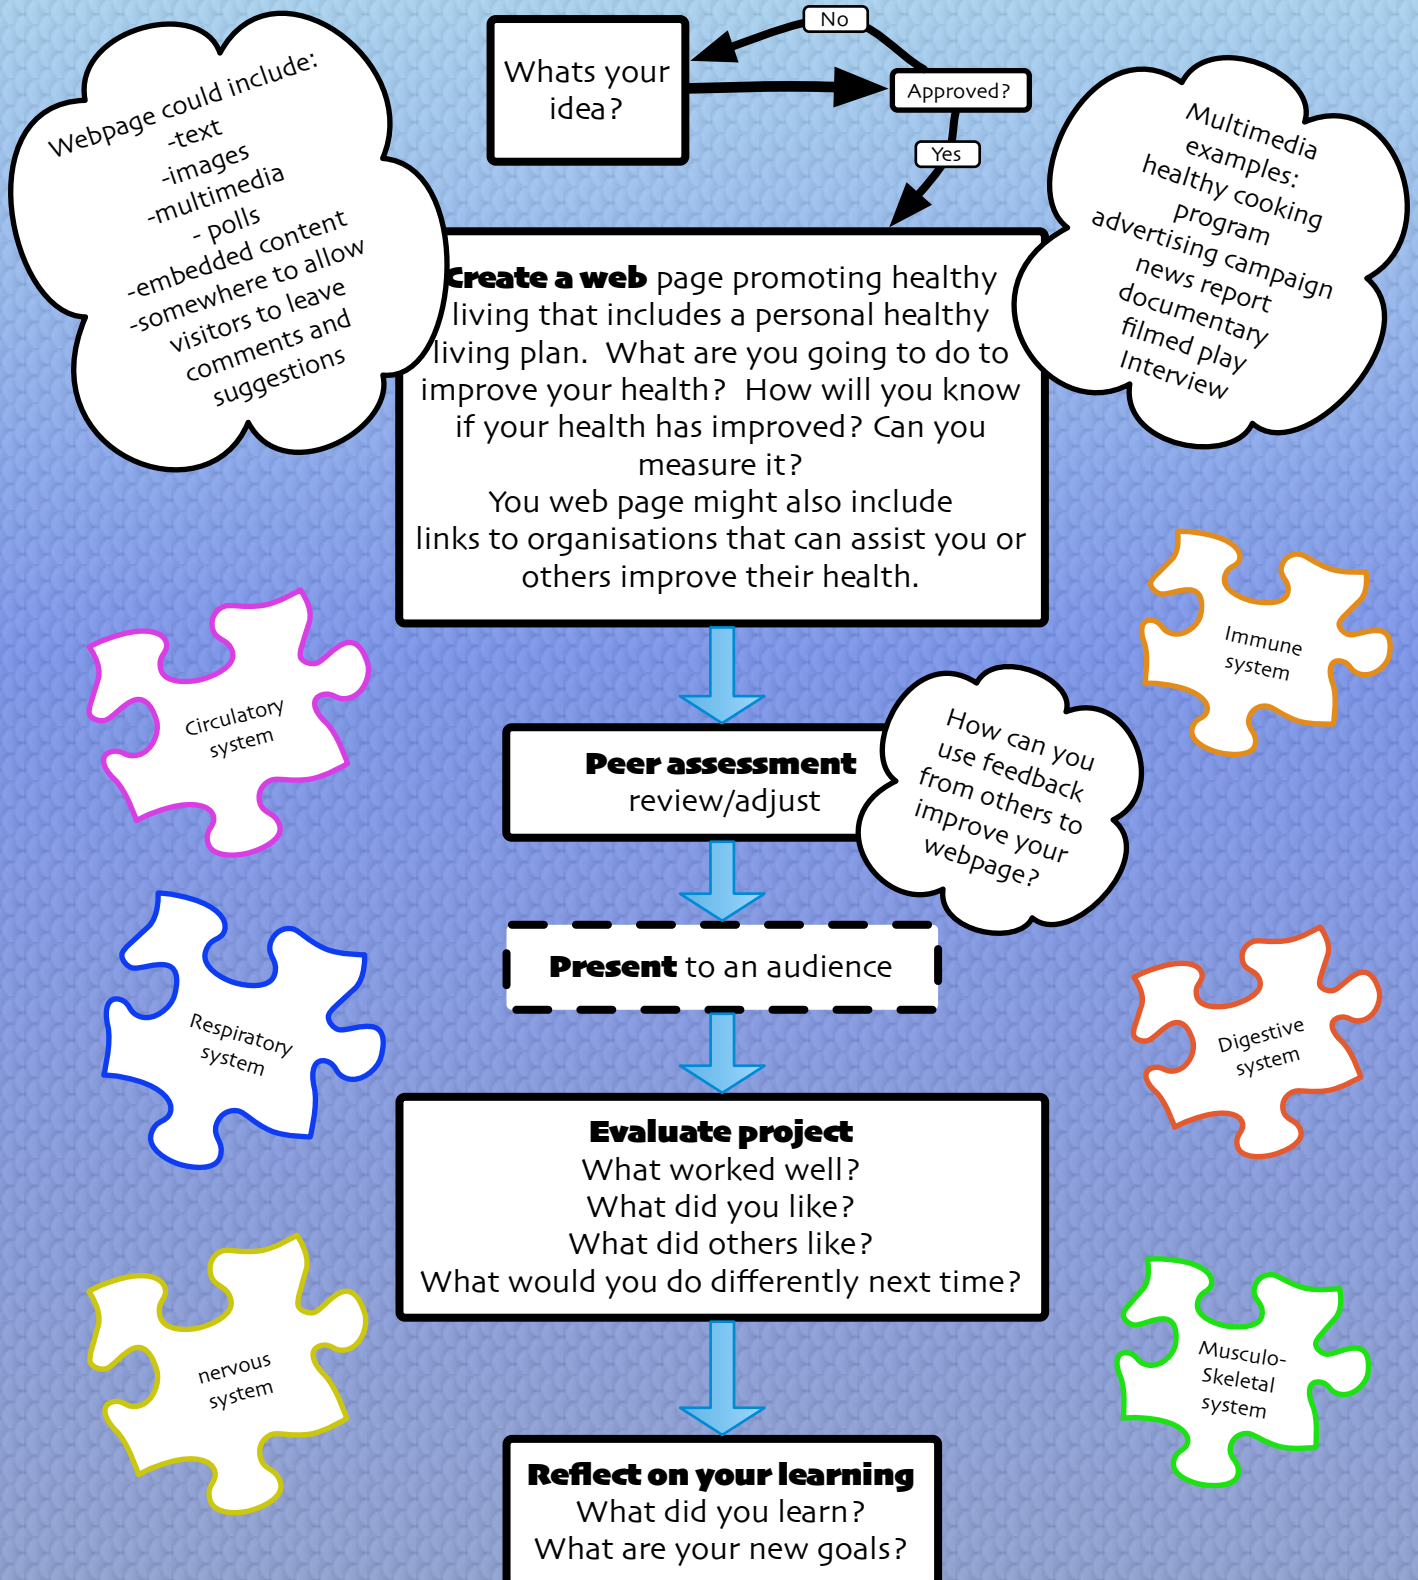 No
Whats your
idea?
Approved?
Yes
Webpage could include:
-text
-images
-multimedia
- polls
-embedded content
-somewhere to allow
visitors to leave
comments and
suggestions
Multimedia
examples:
healthy cooking
program
advertising campaign
news report
documentary
filmed play
Interview
Create a web page promoting healthy
living that includes a personal healthy
living plan.  What are you going to do to
improve your health?  How will you know
if your health has improved? Can you
measure it?
You web page might also include
links to organisations that can assist you or
others improve their health.
Circulatory
system
Immune
system
Peer assessment
review/adjust
How can you
use feedback
from others to
improve your
webpage?
Present to an audience
Respiratory
system
Digestive
system
Evaluate project
What worked well?
What did you like?
What did others like?
What would you do differently next time?
nervous
system
Musculo-
Skeletal
system
Reflect on your learning
What did you learn?
What are your new goals?